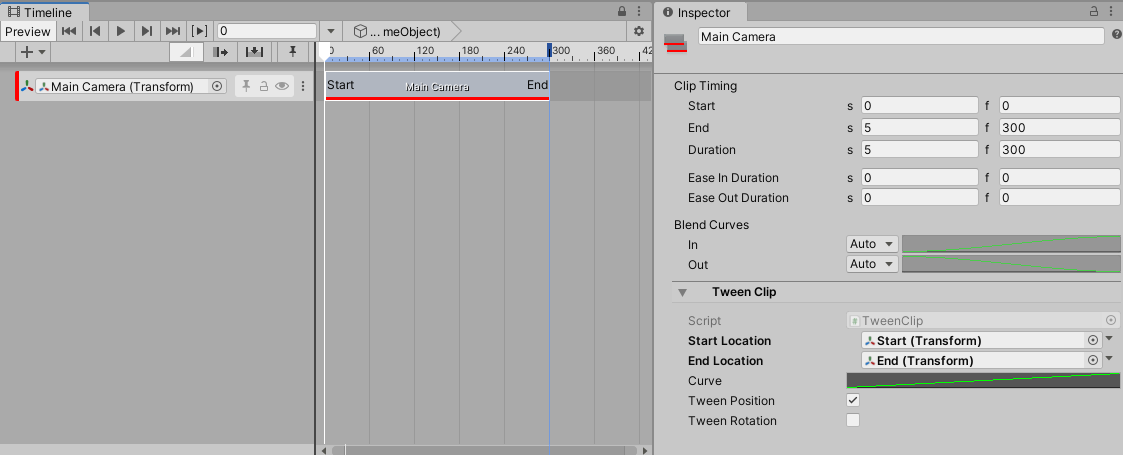 Timeline
Preview
0
... meObject)
0 60 120 180 240 300 360 42
Main Camera (Transform)
Start Main Camera End
Inspector
Main Camera
Clip Timing
Start s 0 f 0
End s 5 f 300
Duration s 5 f 300
Ease In Duration s 0 f 0
Ease Out Duration s 0 f 0
Blend Curves
In Auto
Out Auto
Tween Clip
Script # TweenClip
Start Location Start (Transform)
End Location End (Transform)
Curve
Tween Position
Tween Rotation